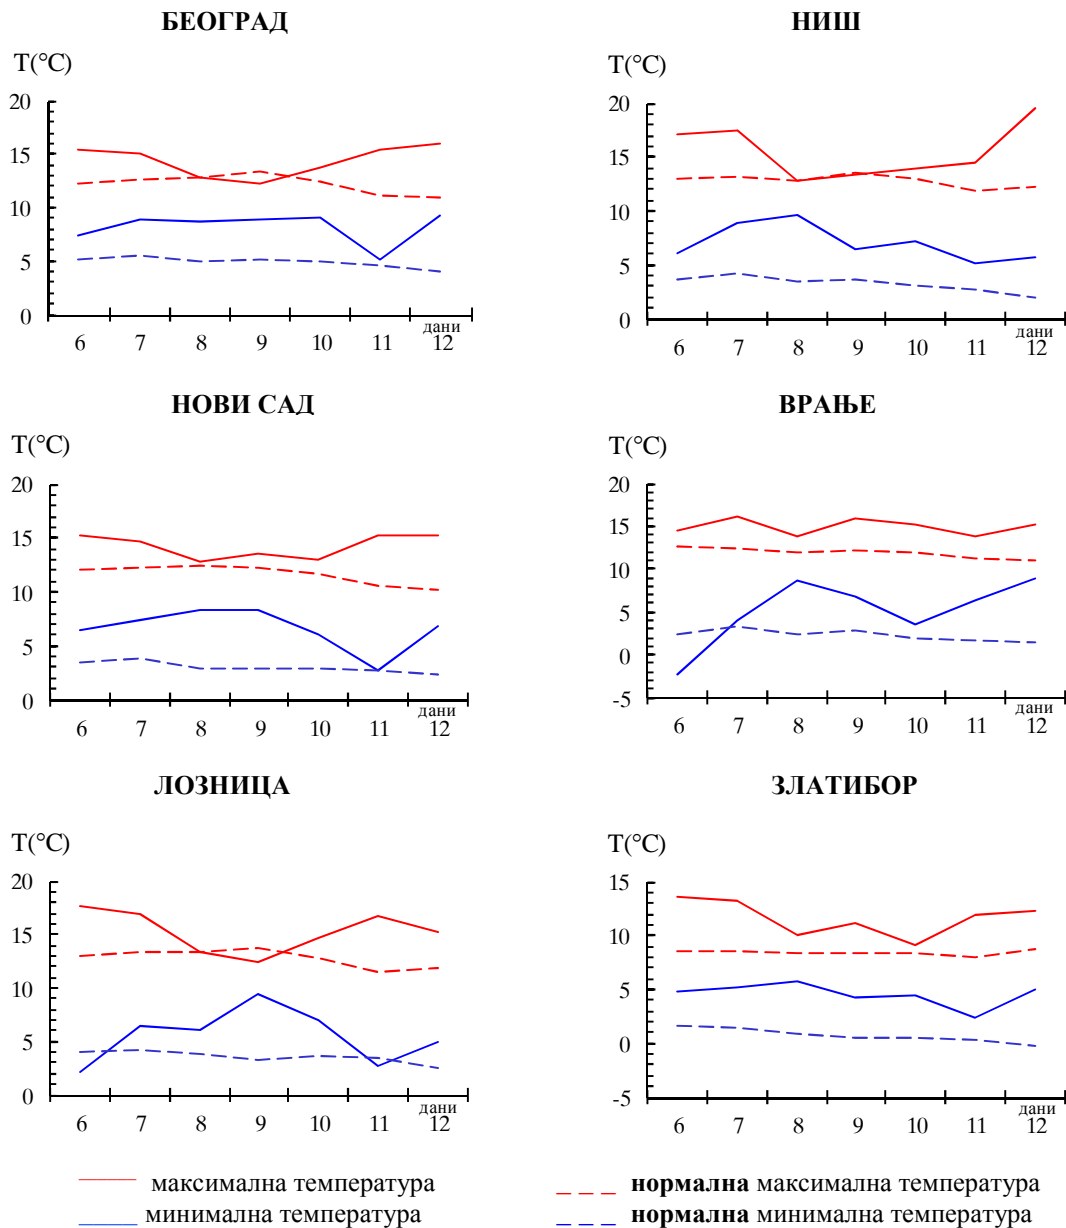 БЕОГРАД
T(°C)
20
15
10
5
0
дани
6 7 8 9 10 11 12
НИШ
T(°C)
20
15
10
5
0
дани
6 7 8 9 10 11 12
НОВИ САД
T(°C)
20
15
10
5
0
дани
6 7 8 9 10 11 12
ВРАЊЕ
T(°C)
20
15
10
5
0
-5
дани
6 7 8 9 10 11 12
ЛОЗНИЦА
T(°C)
20
15
10
5
0
дани
6 7 8 9 10 11 12
ЗЛАТИБОР
T(°C)
15
10
5
0
-5
дани
6 7 8 9 10 11 12
максимална температура
нормална максимална температура
минимална температура
нормална минимална температура